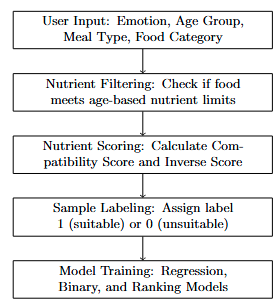 User Input: Emotion, Age Group,
Meal Type, Food Category
Nutrient Filtering: Check if food
meets age-based nutrient limits
Nutrient Scoring: Calculate Com-
patibility Score and Inverse Score
Sample Labeling: Assign label
1 (suitable) or 0 (unsuitable)
Model Training: Regression,
Binary, and Ranking Models